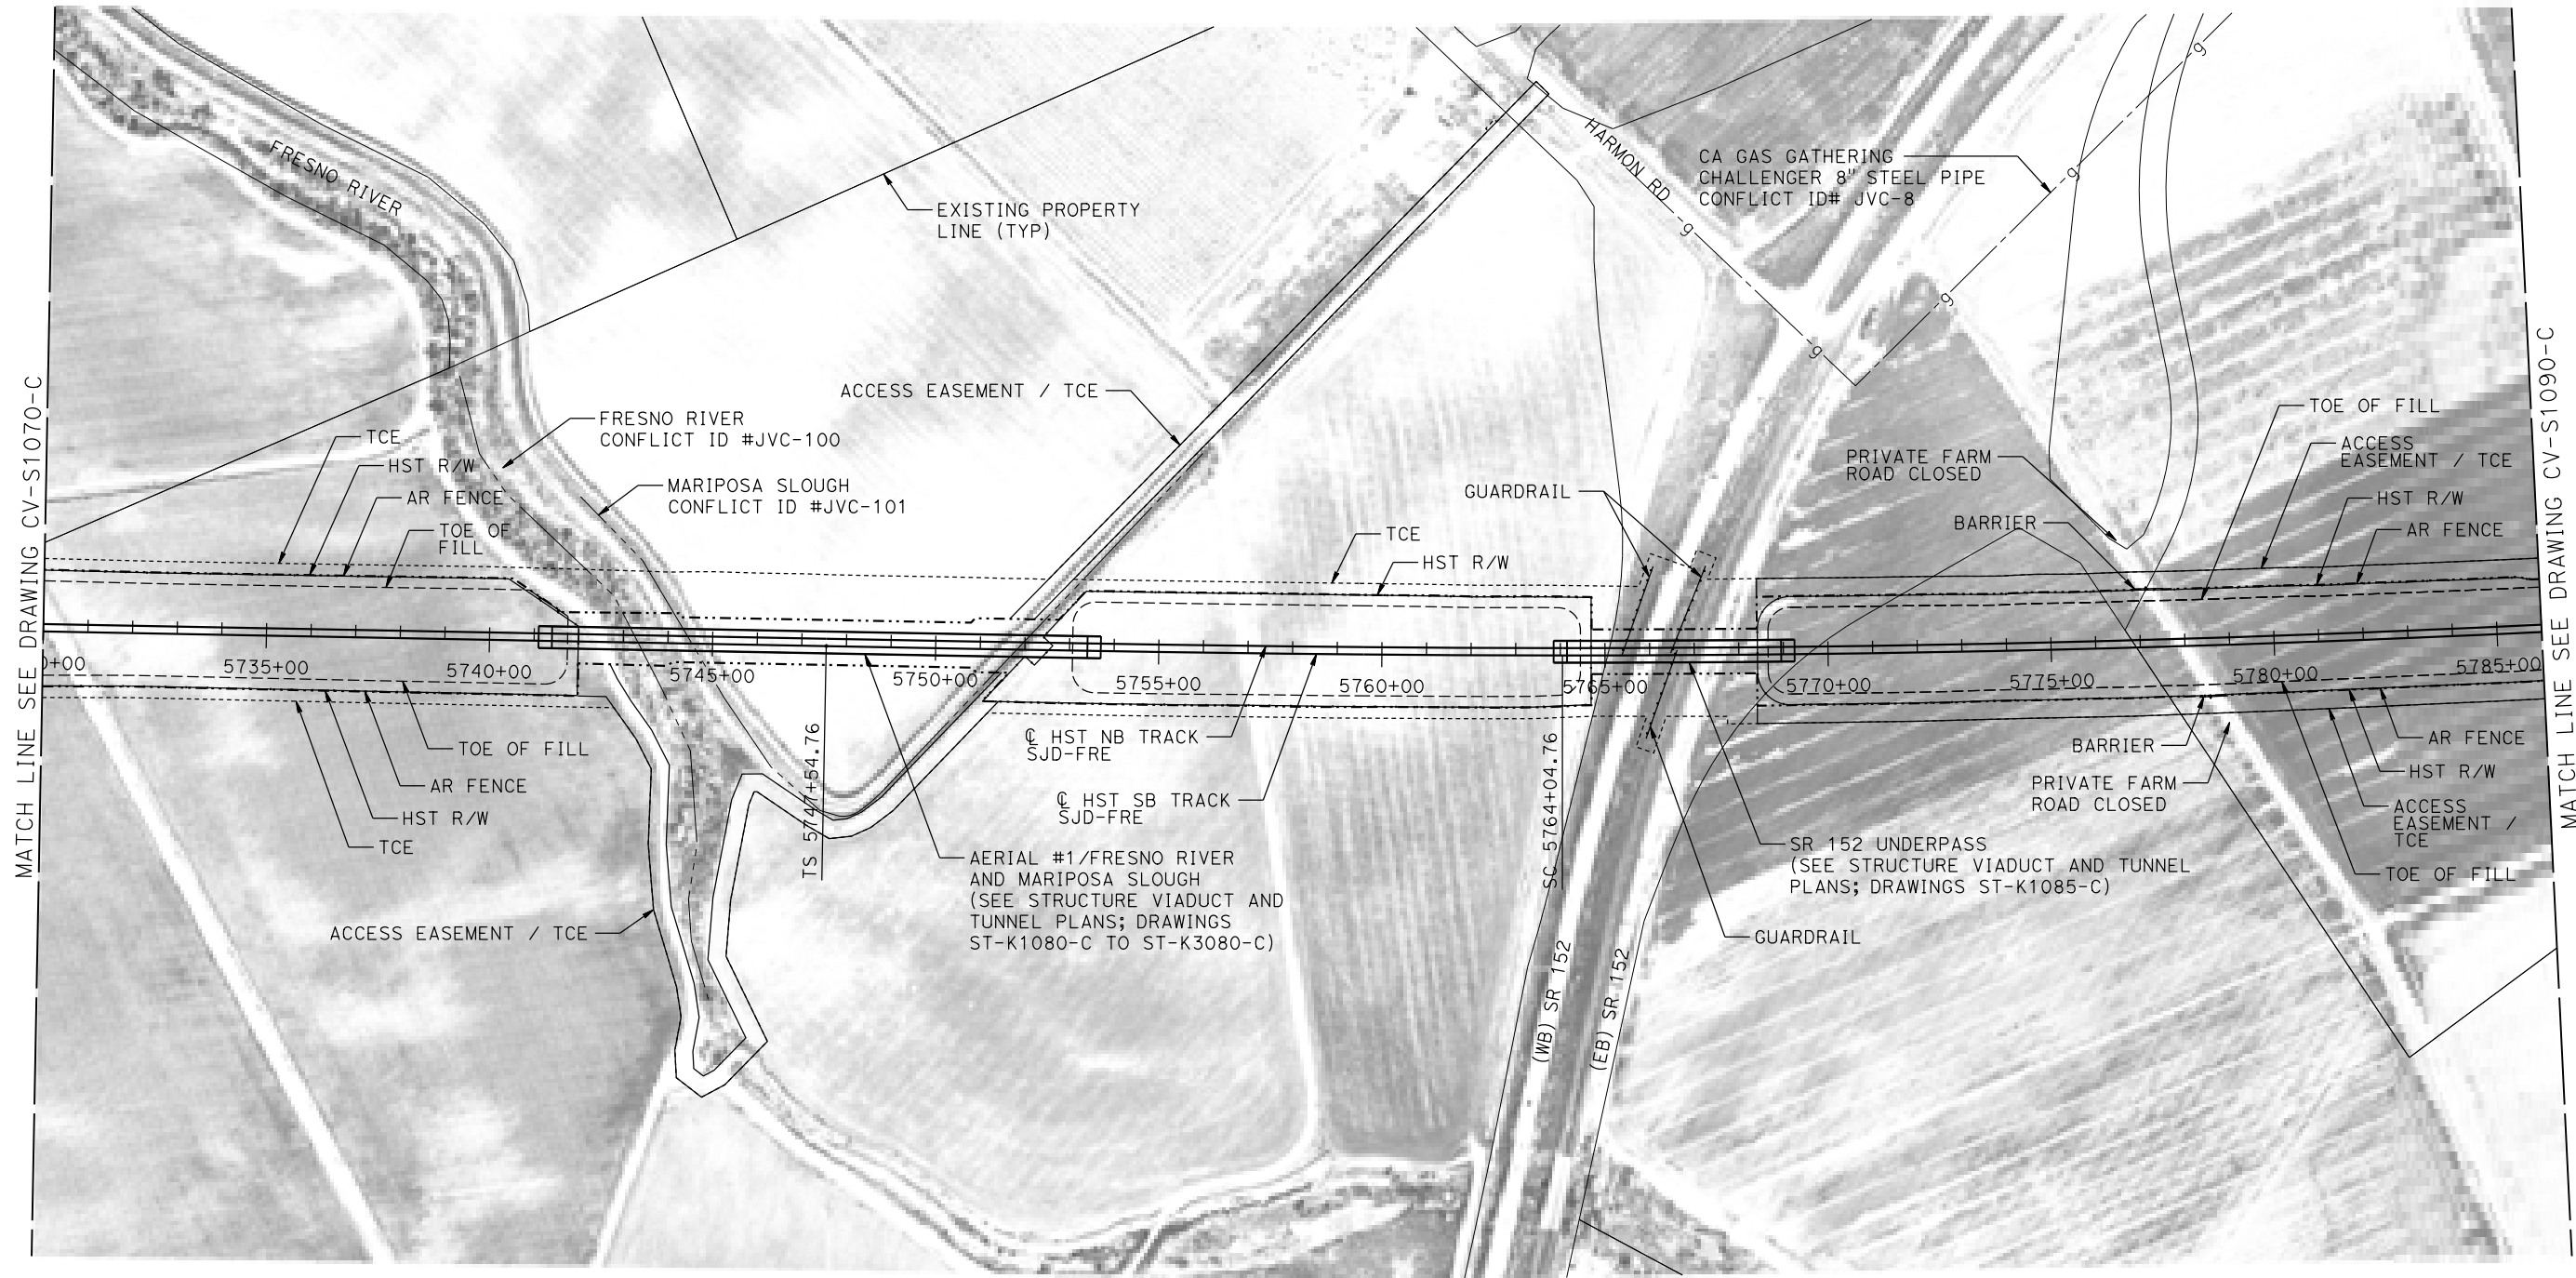 MATCH LINE SEE DRAWING CV-S1070-C
FRESNO RIVER
EXISTING PROPERTY
LINE (TYP)
HARMON RD
CA GAS GATHERING
CHALLENGER 8" STEEL PIPE
CONFLICT ID# JVC-8
g
g
g
g
g
ACCESS EASEMENT / TCE
FRESNO RIVER
CONFLICT ID #JVC-100
MARIPOSA SLOUGH
CONFLICT ID #JVC-101
TCE
HST R/W
AR FENCE
TOE OF
FILL
GUARDRAIL
TCE
HST R/W
PRIVATE FARM
ROAD CLOSED
BARRIER
TOE OF FILL
ACCESS
EASEMENT / TCE
HST R/W
AR FENCE
0+00
5735+00
5740+00
5745+00
5750+00
5755+00
5760+00
5765+00
5770+00
5775+00
5780+00
5785+00
TOE OF FILL
AR FENCE
HST R/W
TCE
ACCESS EASEMENT / TCE
TS 5747+54.76
℄ HST NB TRACK
SJD-FRE
℄ HST SB TRACK
SJD-FRE
AERIAL #1/FRESNO RIVER
AND MARIPOSA SLOUGH
(SEE STRUCTURE VIADUCT AND
TUNNEL PLANS; DRAWINGS
ST-K1080-C TO ST-K3080-C)
SC 5764+04.76
(WB) SR 152
(EB) SR 152
SR 152 UNDERPASS
(SEE STRUCTURE VIADUCT AND TUNNEL
PLANS; DRAWINGS ST-K1085-C)
GUARDRAIL
BARRIER
PRIVATE FARM
ROAD CLOSED
AR FENCE
HST R/W
ACCESS
EASEMENT /
TCE
TOE OF FILL
MATCH LINE SEE DRAWING CV-S1090-C